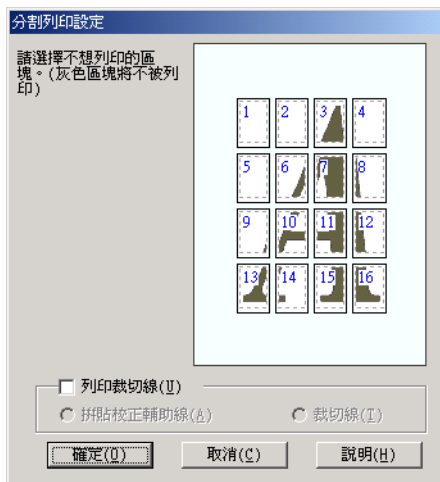 分割列印設定
請選擇不想列印的區
塊。(灰色區塊將不被列
印)
1 2 3 4
5 6 7 8
9 10 11 12
13 14 15 16
列印裁切線(U)
拼貼校正輔助線(A) 裁切線(I)
確定(O) 取消(C) 說明(H)